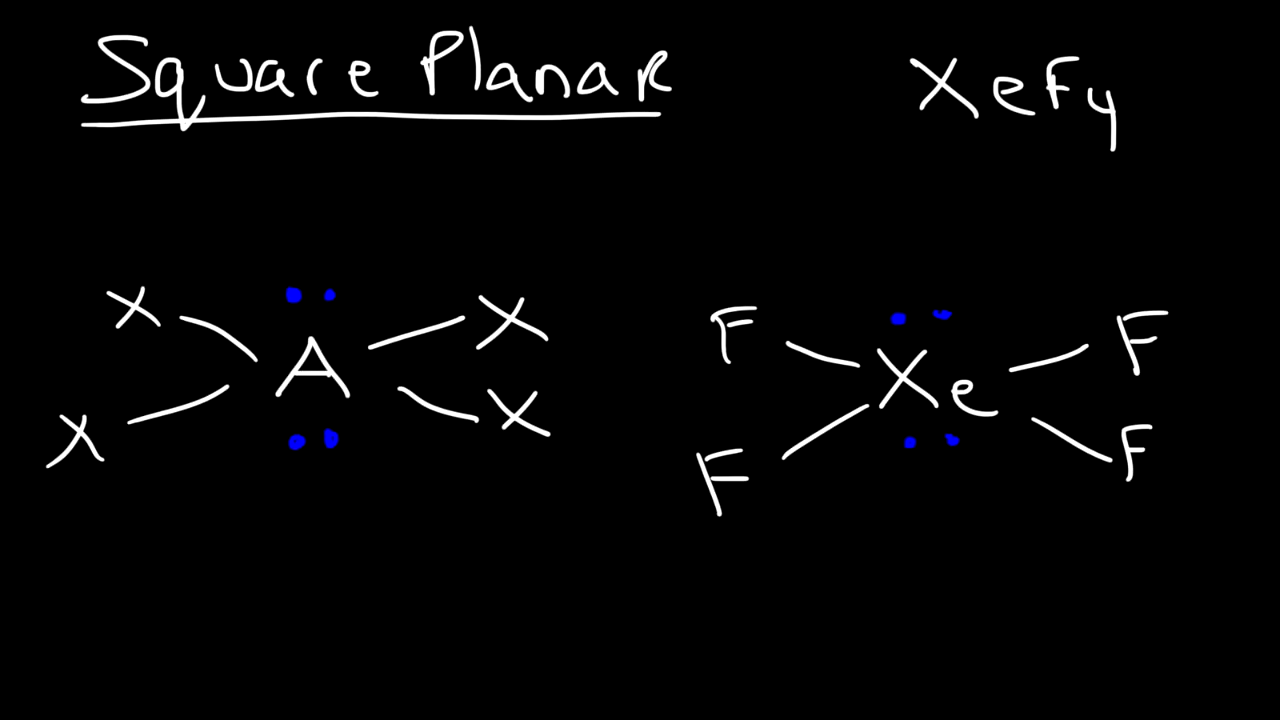 Square Planar
XeF4
X A X
X X
F Xe F
F F